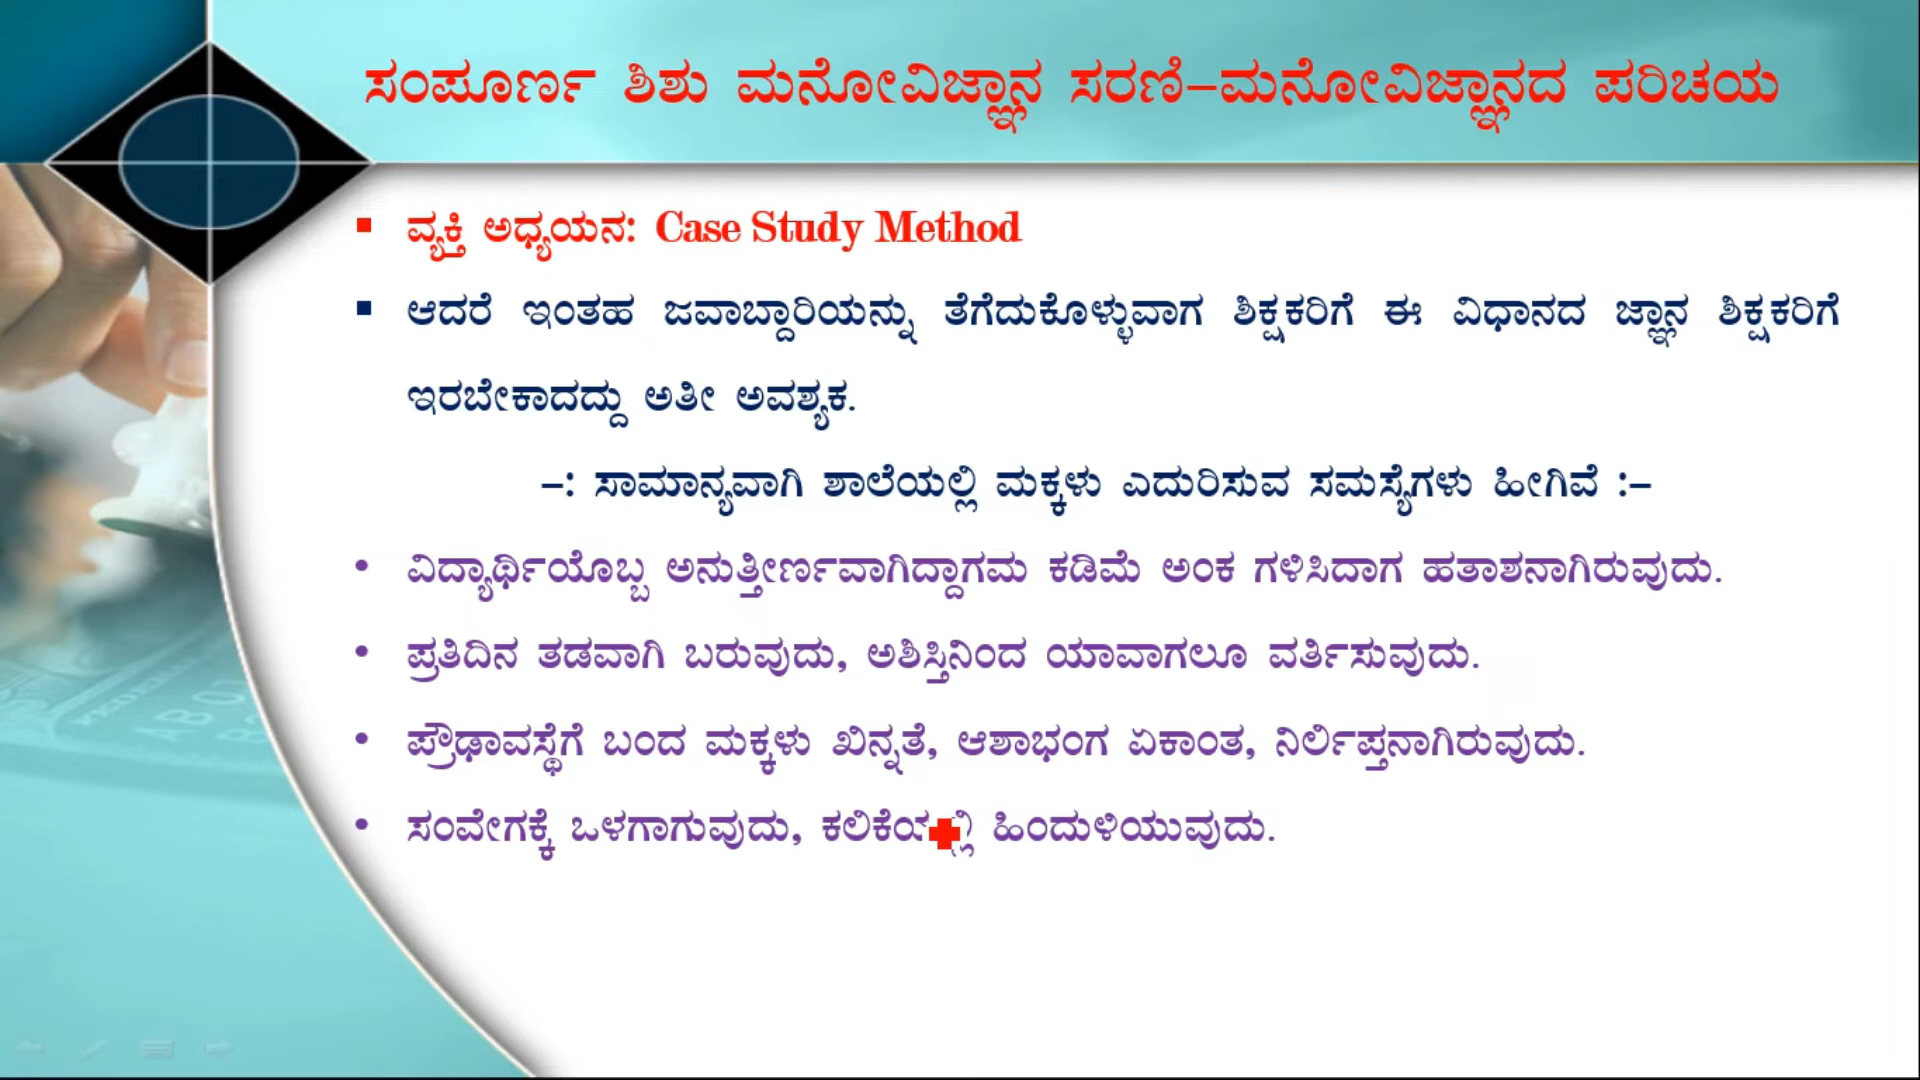 ಸಂಪೂರ್ಣ ಶಿಶು ಮನೋವಿಜ್ಞಾನ ಸರಣಿ-ಮನೋವಿಜ್ಞಾನದ ಪರಿಚಯ
ವ್ಯಕ್ತಿ ಅಧ್ಯಯನ: Case Study Method
ಆದರೆ ಇಂತಹ ಜವಾಬ್ದಾರಿಯನ್ನು ತೆಗೆದುಕೊಳ್ಳುವಾಗ ಶಿಕ್ಷಕರಿಗೆ ಈ ವಿಧಾನದ ಜ್ಞಾನ ಶಿಕ್ಷಕರಿಗೆ
ಇರಬೇಕಾದದ್ದು ಅತೀ ಅವಶ್ಯಕ.
-: ಸಾಮಾನ್ಯವಾಗಿ ಶಾಲೆಯಲ್ಲಿ ಮಕ್ಕಳು ಎದುರಿಸುವ ಸಮಸ್ಯೆಗಳು ಹೀಗಿವೆ :-
• ವಿದ್ಯಾರ್ಥಿಯೊಬ್ಬ ಅನುತ್ತೀರ್ಣವಾಗಿದ್ದಾಗಮ ಕಡಿಮೆ ಅಂಕ ಗಳಿಸಿದಾಗ ಹತಾಶನಾಗಿರುವುದು.
• ಪ್ರತಿದಿನ ತಡವಾಗಿ ಬರುವುದು, ಅಶಿಸ್ತಿನಿಂದ ಯಾವಾಗಲೂ ವರ್ತಿಸುವುದು.
• ಪ್ರೌಢಾವಸ್ಥೆಗೆ ಬಂದ ಮಕ್ಕಳು ಖಿನ್ನತೆ, ಆಶಾಭಂಗ ಏಕಾಂತ, ನಿರ್ಲಿಪ್ತನಾಗಿರುವುದು.
• ಸಂವೇಗಕ್ಕೆ ಒಳಗಾಗುವುದು, ಕಲಿಕೆಯಲ್ಲಿ ಹಿಂದುಳಿಯುವುದು.